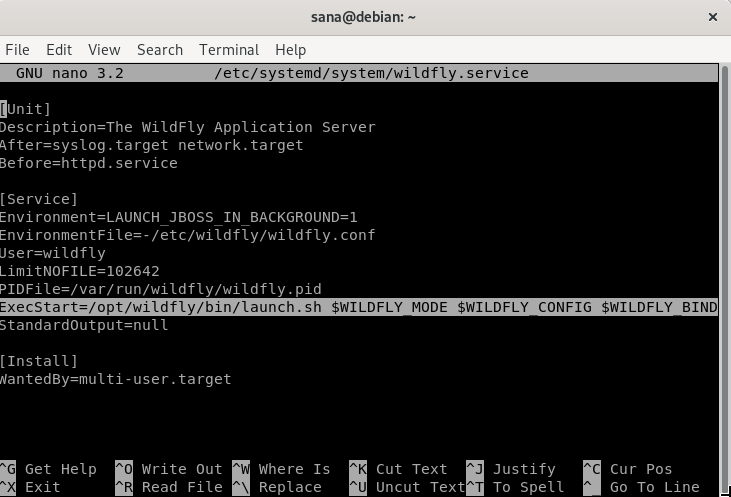 sana@debian: ~
×
File Edit View Search Terminal Help
GNU nano 3.2 /etc/systemd/system/wildfly.service
[Unit]
Description=The WildFly Application Server
After=syslog.target network.target
Before=httpd.service
[Service]
Environment=LAUNCH_JBOSS_IN_BACKGROUND=1
EnvironmentFile=-/etc/wildfly/wildfly.conf
User=wildfly
LimitNOFILE=102642
PIDFile=/var/run/wildfly/wildfly.pid
ExecStart=/opt/wildfly/bin/launch.sh $WILDFLY_MODE $WILDFLY_CONFIG $WILDFLY_BIND
StandardOutput=null
[Install]
WantedBy=multi-user.target
^G Get Help ^O Write Out ^W Where Is ^K Cut Text ^J Justify ^C Cur Pos
^X Exit ^R Read File ^\ Replace ^U Uncut Text ^T To Spell ^_ Go To Line